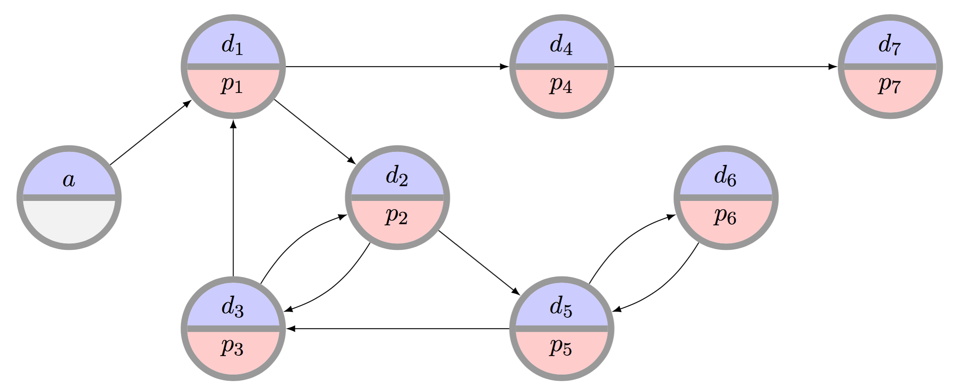 d₁
p₁
d₄
p₄
d₇
p₇
a
d₂
p₂
d₆
p₆
d₃
p₃
d₅
p₅